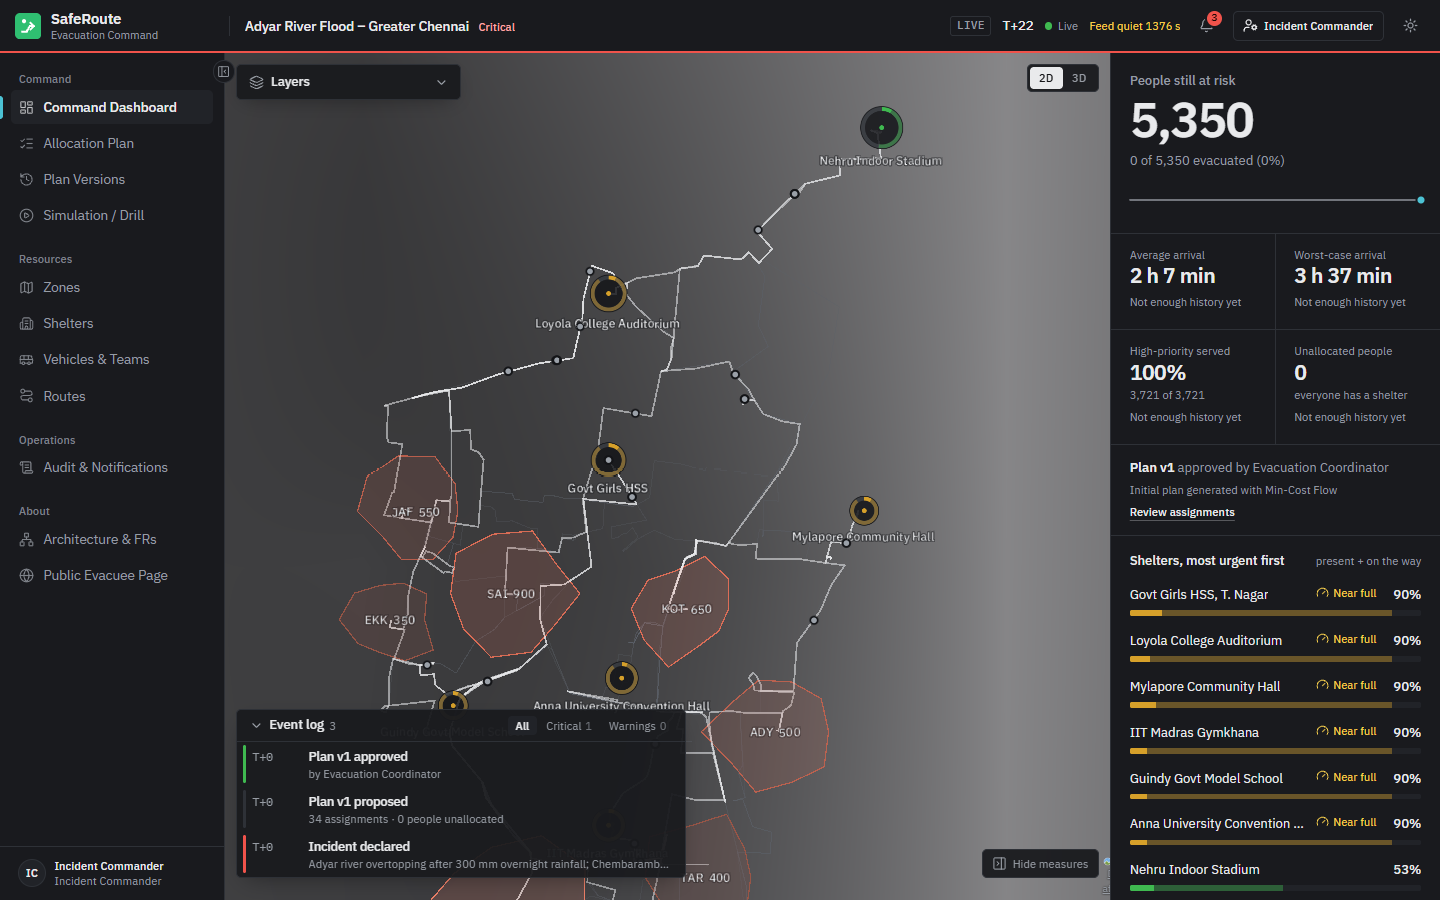 SafeRoute
Evacuation Command
Adyar River Flood – Greater Chennai Critical
LIVE T+22 Live Feed quiet 1376 s 3 Incident Commander
Command
Command Dashboard
Allocation Plan
Plan Versions
Simulation / Drill
Resources
Zones
Shelters
Vehicles & Teams
Routes
Operations
Audit & Notifications
About
Architecture & FRs
Public Evacuee Page
IC Incident Commander
Incident Commander
Layers
2D 3D
Nehru Indoor Stadium
Loyola College Auditorium
Govt Girls HSS
Mylapore Community Hall
JAF 550
SAI 900
KOT 650
EKK 350
Anna University Convention Hall
ADY 500
TAR 400
Event log 3 All Critical 1 Warnings 0
T+0 Plan v1 approved
by Evacuation Coordinator
T+0 Plan v1 proposed
34 assignments · 0 people unallocated
T+0 Incident declared
Adyar river overtopping after 300 mm overnight rainfall; Chembaramb...
Hide measures
People still at risk
5,350
0 of 5,350 evacuated (0%)
Average arrival
2 h 7 min
Not enough history yet
Worst-case arrival
3 h 37 min
Not enough history yet
High-priority served
100%
3,721 of 3,721
Not enough history yet
Unallocated people
0
everyone has a shelter
Not enough history yet
Plan v1 approved by Evacuation Coordinator
Initial plan generated with Min-Cost Flow
Review assignments
Shelters, most urgent first present + on the way
Govt Girls HSS, T. Nagar Near full 90%
Loyola College Auditorium Near full 90%
Mylapore Community Hall Near full 90%
IIT Madras Gymkhana Near full 90%
Guindy Govt Model School Near full 90%
Anna University Convention ... Near full 90%
Nehru Indoor Stadium 53%